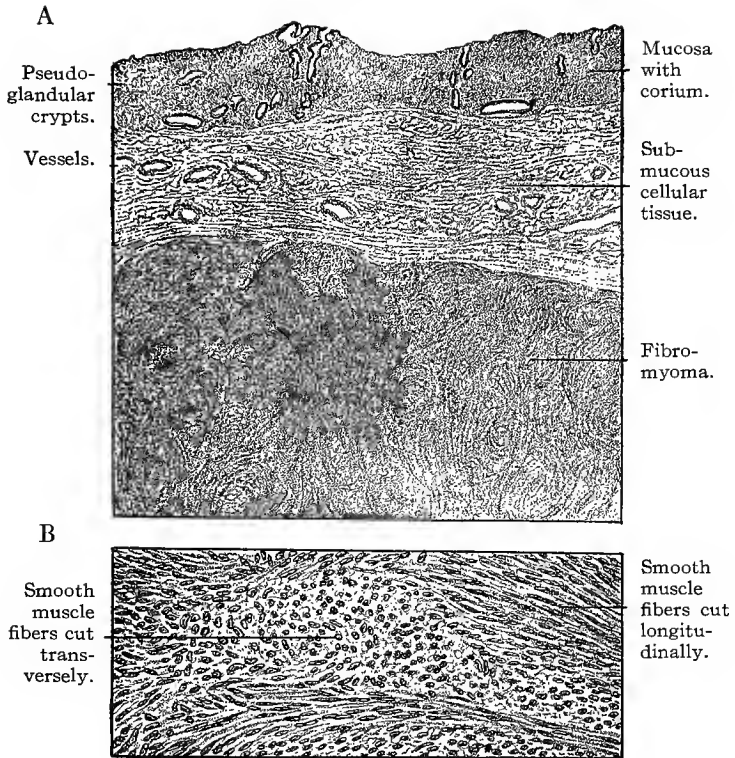 A
Pseudo-
glandular
crypts.
Vessels.
Mucosa
with
corium.
Sub-
mucous
cellular
tissue.
Fibro-
myoma.
B
Smooth
muscle
fibers cut
trans-
versely.
Smooth
muscle
fibers cut
longitu-
dinally.